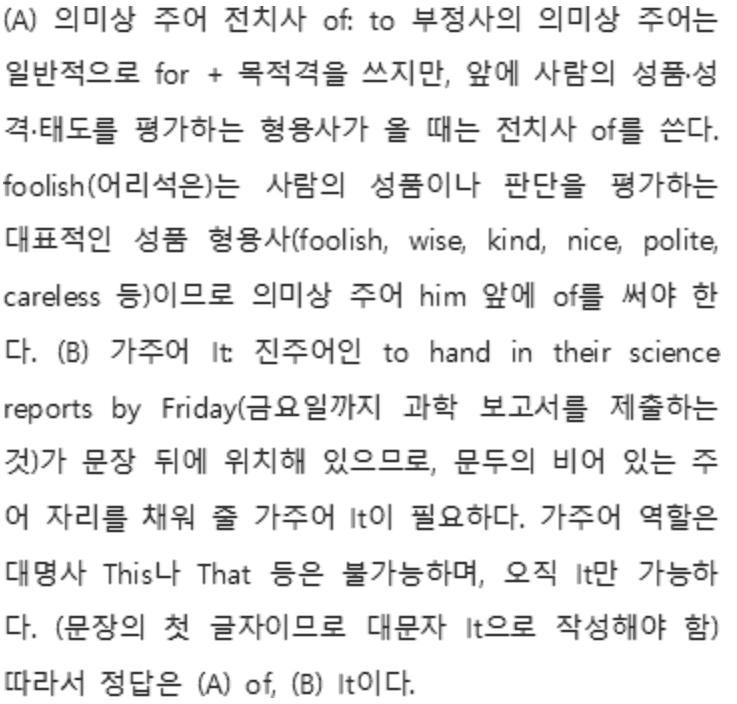 (A) 의미상 주어 전치사 of: to 부정사의 의미상 주어는
일반적으로 for + 목적격을 쓰지만, 앞에 사람의 성품·성
격·태도를 평가하는 형용사가 올 때는 전치사 of를 쓴다.
foolish(어리석은)는 사람의 성품이나 판단을 평가하는
대표적인 성품 형용사(foolish, wise, kind, nice, polite,
careless 등)이므로 의미상 주어 him 앞에 of를 써야 한
다. (B) 가주어 It: 진주어인 to hand in their science
reports by Friday(금요일까지 과학 보고서를 제출하는
것)가 문장 뒤에 위치해 있으므로, 문두의 비어 있는 주
어 자리를 채워 줄 가주어 It이 필요하다. 가주어 역할은
대명사 This나 That 등은 불가능하며, 오직 It만 가능하
다. (문장의 첫 글자이므로 대문자 It으로 작성해야 함)
따라서 정답은 (A) of, (B) It이다.